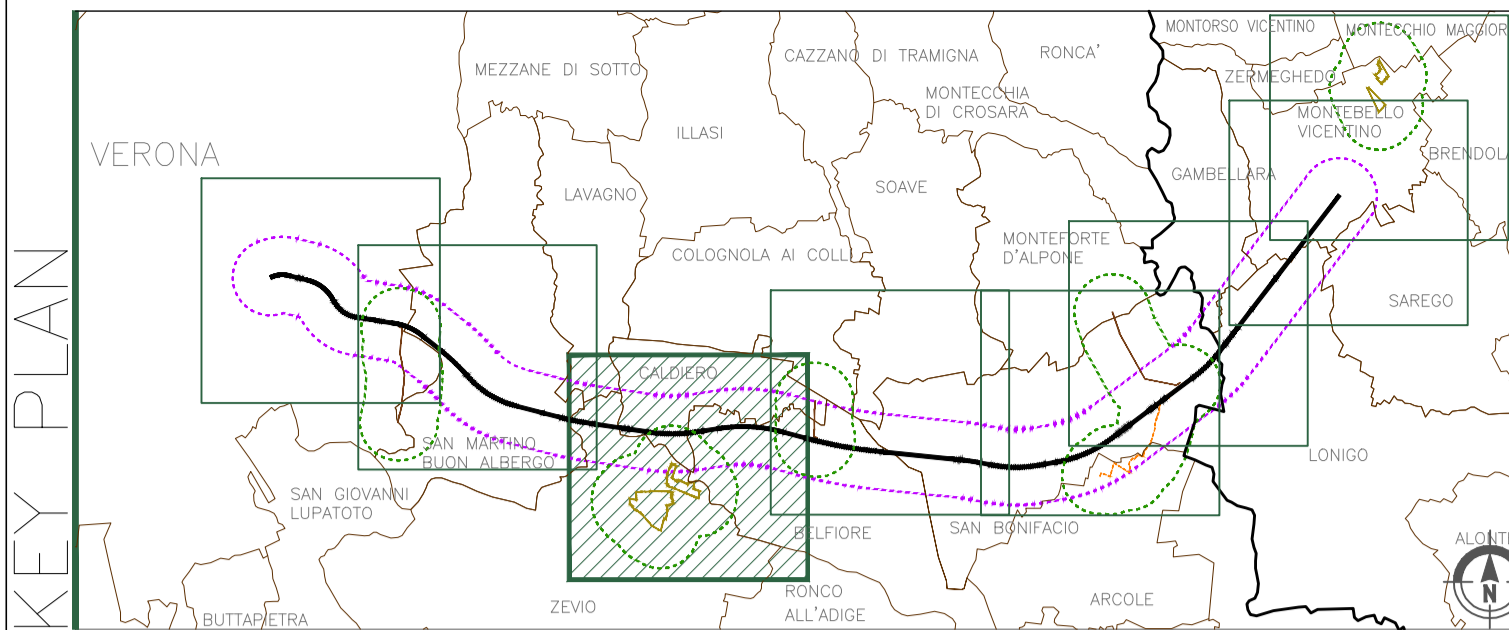 KEY PLAN
MONTORSO VICENTINO
MONTECCHIO MAGGIOR
CAZZANO DI TRAMIGNA
RONCA'
MEZZANE DI SOTTO
ZERMEGHEDO
MONTECCHIA
DI CROSARA
MONTEBELLO
VICENTINO
ILLASI
VERONA
BRENDOLA
GAMBELLARA
LAVAGNO
SOAVE
MONTEFORTE
D'ALPONE
COLOGNOLA AI COLLI
SAREGO
CALDIERO
SAN MARTINO
BUON ALBERGO
LONIGO
SAN GIOVANNI
LUPATOTO
BELFIORE
SAN BONIFACIO
ALONTE
N
RONCO
ALL'ADIGE
ZEVIO
ARCOLE
BUTTAPIETRA